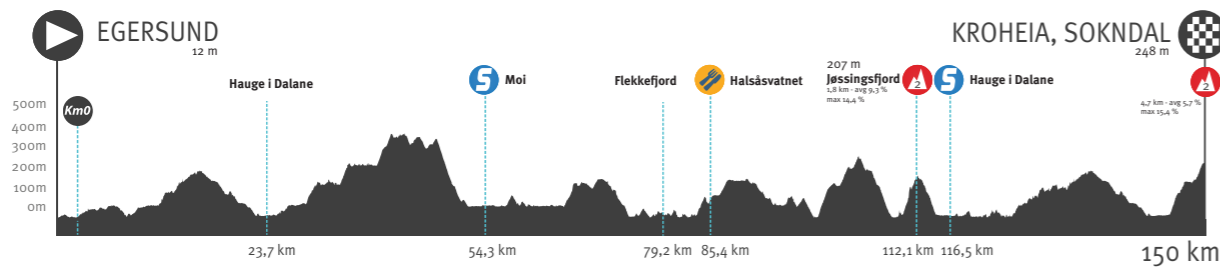 EGERSUND
12 m
KROHEIA, SOKNDAL
248 m
Hauge i Dalane
S Moi
Flekkefjord
Halsåsvatnet
207 m
Jøssingsfjord
1,8 km - avg 9,3 %
max 14,4 %
2
S Hauge i Dalane
2
4,7 km - avg 5,7 %
max 15,4 %
Km0
500m
400m
300m
200m
100m
0m
23,7 km
54,3 km
79,2 km
85,4 km
112,1 km
116,5 km
150 km